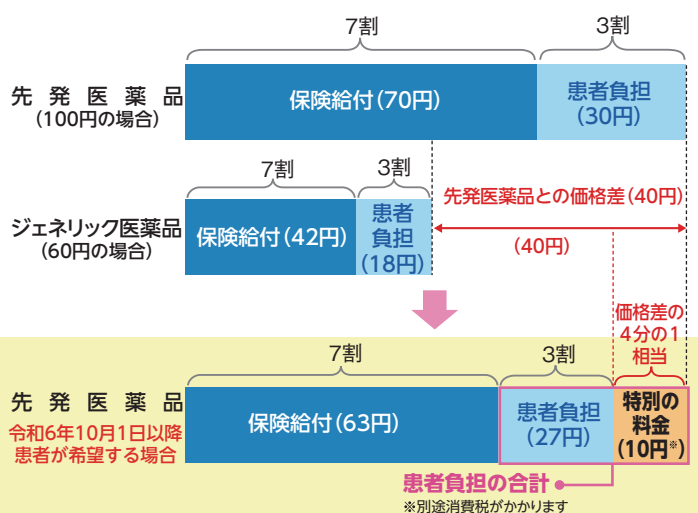 7割
3割
先発医薬品
(100円の場合)
保険給付(70円)
患者負担
(30円)
7割
3割
ジェネリック医薬品
(60円の場合)
保険給付(42円)
患者
負担
(18円)
先発医薬品との価格差(40円)
(40円)
価格差の
4分の1
相当
7割
3割
先発医薬品
令和6年10月1日以降
患者が希望する場合
保険給付(63円)
患者負担
(27円)
特別の
料金
(10円※)
患者負担の合計
※別途消費税がかかります